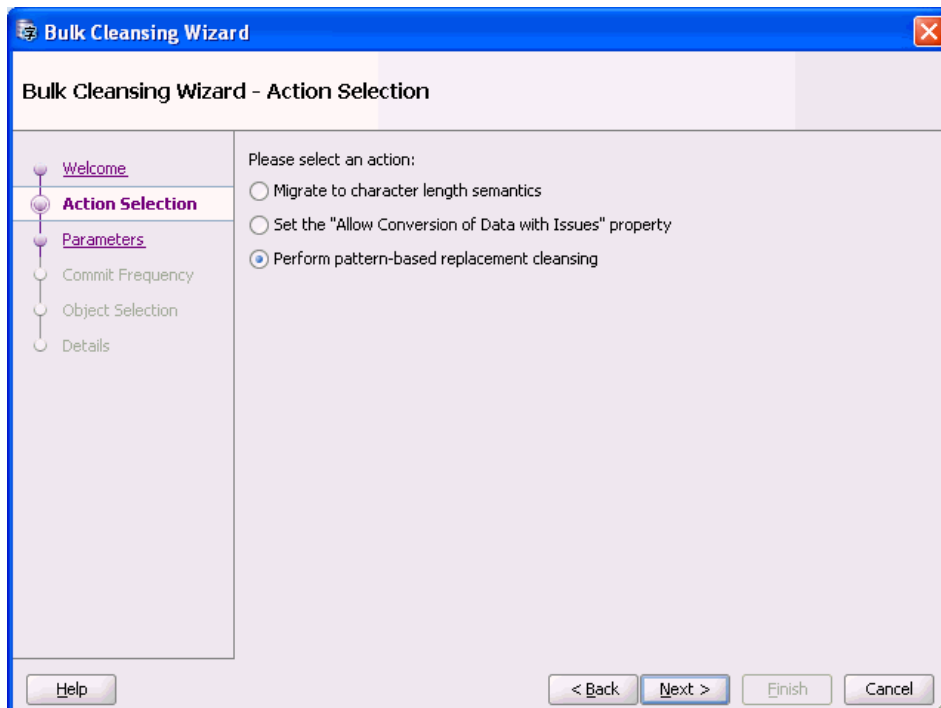 Bulk Cleansing Wizard
Bulk Cleansing Wizard - Action Selection
Welcome
Action Selection
Parameters
Commit Frequency
Object Selection
Details
Please select an action:
Migrate to character length semantics
Set the "Allow Conversion of Data with Issues" property
Perform pattern-based replacement cleansing
Help
< Back
Next >
Finish
Cancel